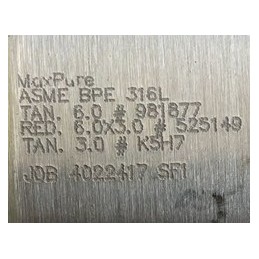 MaxPure
ASME BPE 316L
TAN. 6.0 # 981877
RED. 6.0X3.0 # 525149
TAN. 3.0 # K5H7
JOB 4022417 SF1